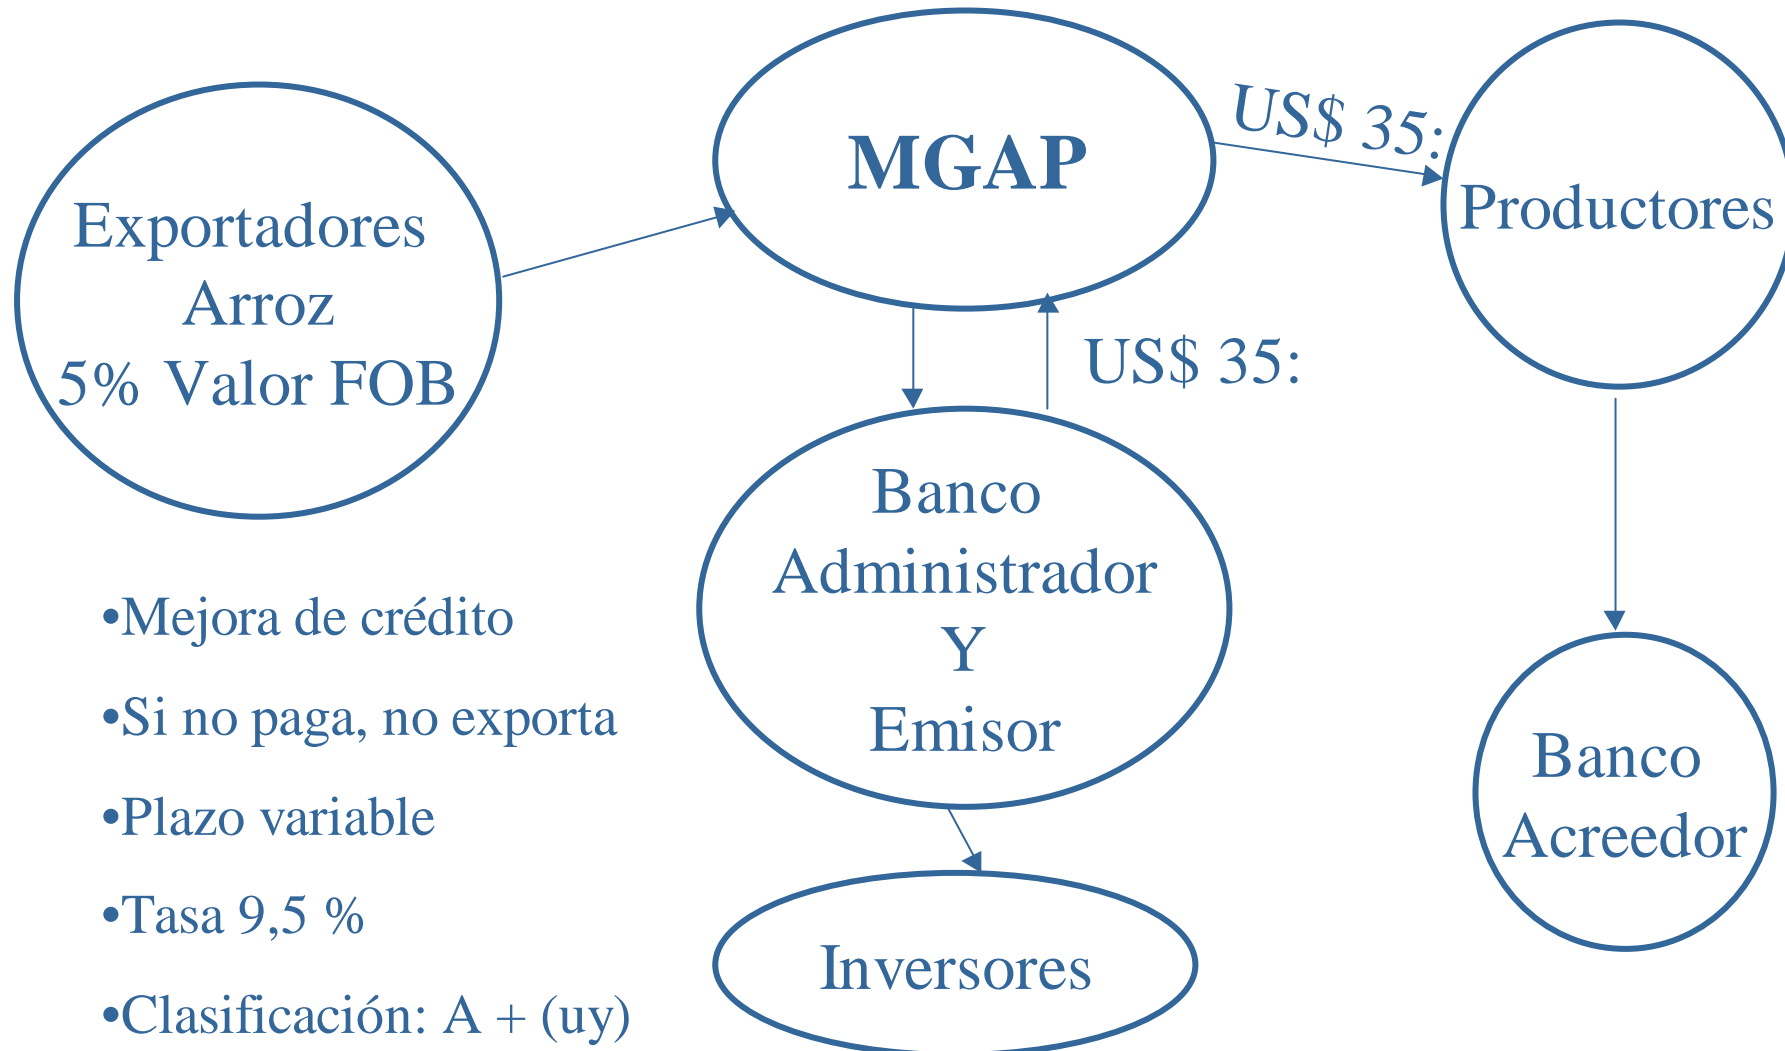 MGAP
US$ 35:
Productores
Exportadores
Arroz
5% Valor FOB
US$ 35:
Banco
Administrador
Y
Emisor
•Mejora de crédito
•Si no paga, no exporta
•Plazo variable
•Tasa 9,5 %
•Clasificación: A + (uy)
Inversores
Banco
Acreedor